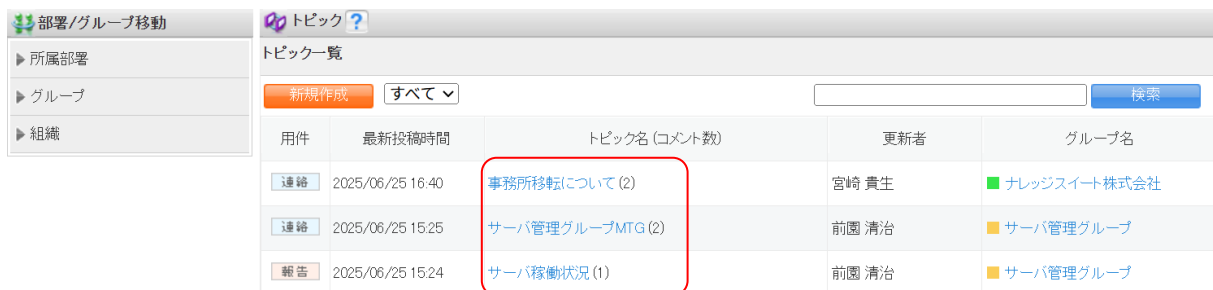 部署/グループ移動
▶所属部署
▶グループ
▶組織
トピック ?
トピック一覧
新規作成 すべて 検索
用件 最新投稿時間 トピック名(コメント数) 更新者 グループ名
連絡 2025/06/25 16:40 事務所移転について(2) 宮崎 貴生 ナレッジスイート株式会社
連絡 2025/06/25 15:25 サーバ管理グループMTG(2) 前園 清治 サーバ管理グループ
報告 2025/06/25 15:24 サーバ稼働状況(1) 前園 清治 サーバ管理グループ